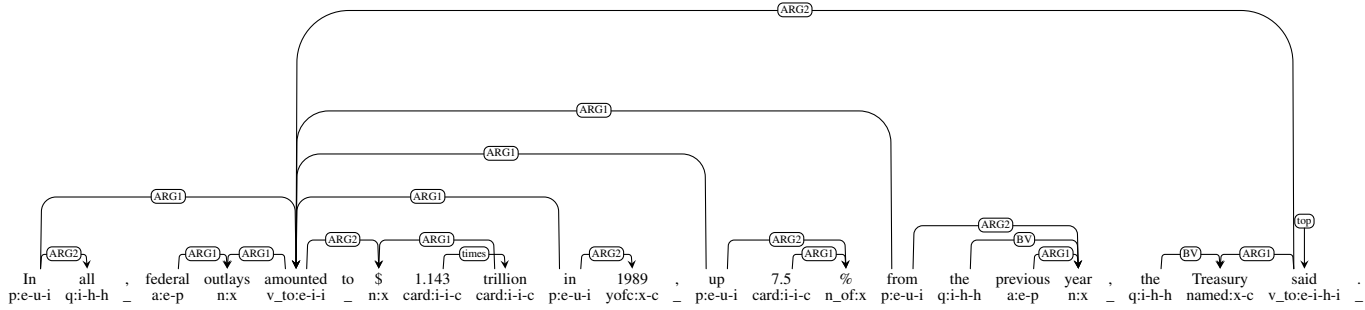 ARG2
ARG1
ARG1
ARG1 ARG1
top
ARG2
BV
ARG2 ARG1 ARG1 ARG2 ARG1 times ARG2 ARG2 ARG1 ARG1 BV ARG1
In all , federal outlays amounted to $ 1.143 trillion in 1989 , up 7.5 % from the previous year , the Treasury said .
p:e-u-i q:i-h-h _ a:e-p n:x v_to:e-i-i _ n:x card:i-i-c card:i-i-c p:e-u-i yofc:x-c _ p:e-u-i card:i-i-c n_of:x p:e-u-i q:i-h-h a:e-p n:x _ q:i-h-h named:x-c v_to:e-i-h-i _